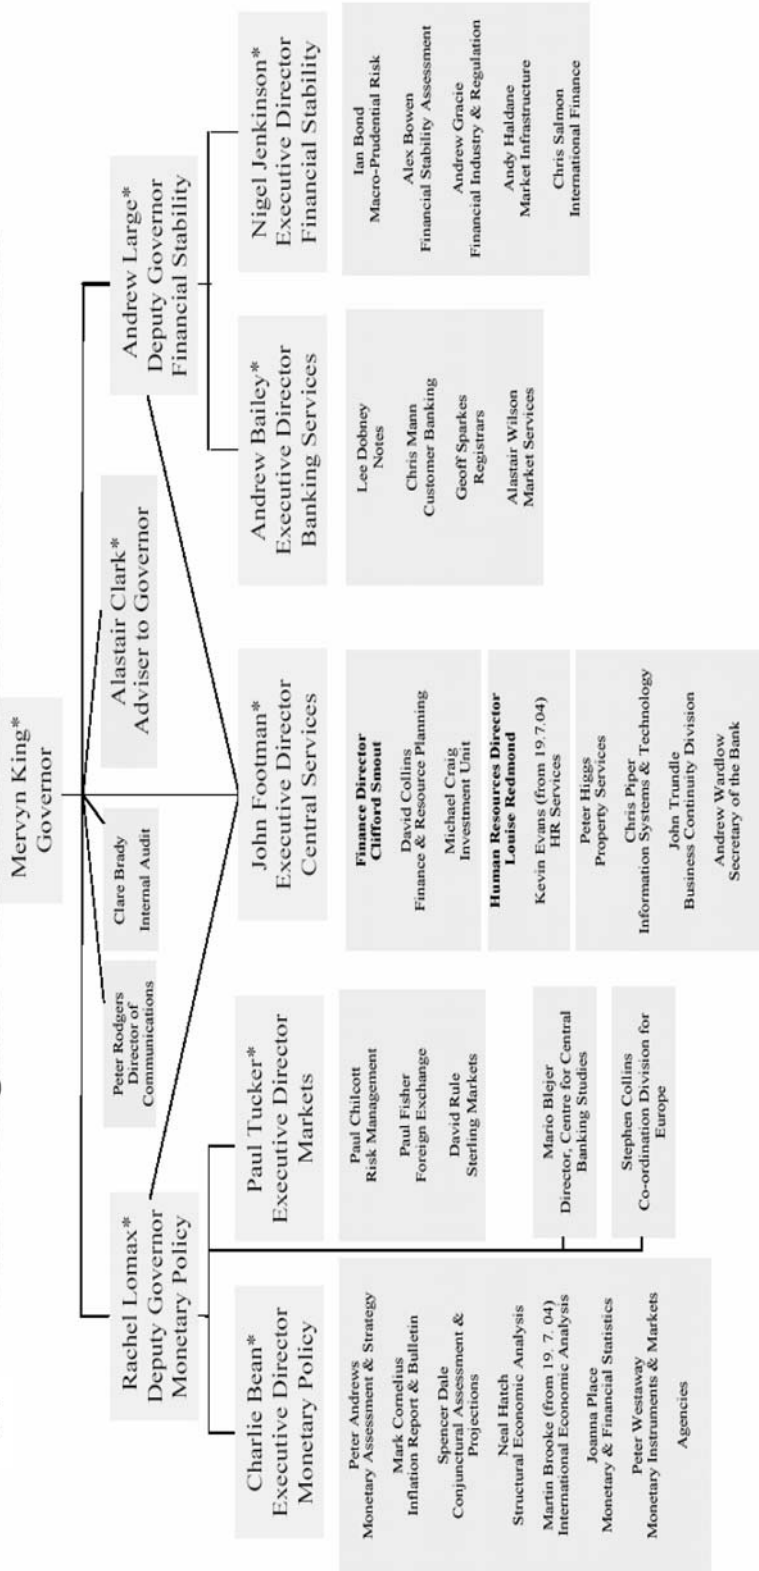 Mervyn King*
Governor
Peter Rodgers
Director of
Communications
Clare Brady
Internal Audit
Alastair Clark*
Adviser to Governor
Rachel Lomax*
Deputy Governor
Monetary Policy
Andrew Large*
Deputy Governor
Financial Stability
Charlie Bean*
Executive Director
Monetary Policy
Paul Tucker*
Executive Director
Markets
John Footman*
Executive Director
Central Services
Andrew Bailey*
Executive Director
Banking Services
Nigel Jenkinson*
Executive Director
Financial Stability
Peter Andrews
Monetary Assessment & Strategy
Mark Cornelius
Inflation Report & Bulletin
Spencer Dale
Conjunctural Assessment &
Projections
Neal Hatch
Structural Economic Analysis
Martin Brooke (from 19. 7. 04)
International Economic Analysis
Joanna Place
Monetary & Financial Statistics
Peter Westaway
Monetary Instruments & Markets
Agencies
Paul Chilcott
Risk Management
Paul Fisher
Foreign Exchange
David Rule
Sterling Markets
Mario Blejer
Director, Centre for Central
Banking Studies
Stephen Collins
Co-ordination Division for
Europe
Finance Director
Clifford Smout
David Collins
Finance & Resource Planning
Michael Craig
Investment Unit
Human Resources Director
Louise Redmond
Kevin Evans (from 19.7.04)
HR Services
Peter Higgs
Property Services
Chris Piper
Information Systems & Technology
John Trundle
Business Continuity Division
Andrew Wardlow
Secretary of the Bank
Lee Dobney
Notes
Chris Mann
Customer Banking
Geoff Sparkes
Registrars
Alastair Wilson
Market Services
Ian Bond
Macro-Prudential Risk
Alex Bowen
Financial Stability Assessment
Andrew Gracie
Financial Industry & Regulation
Andy Haldane
Market Infrastructure
Chris Salmon
International Finance